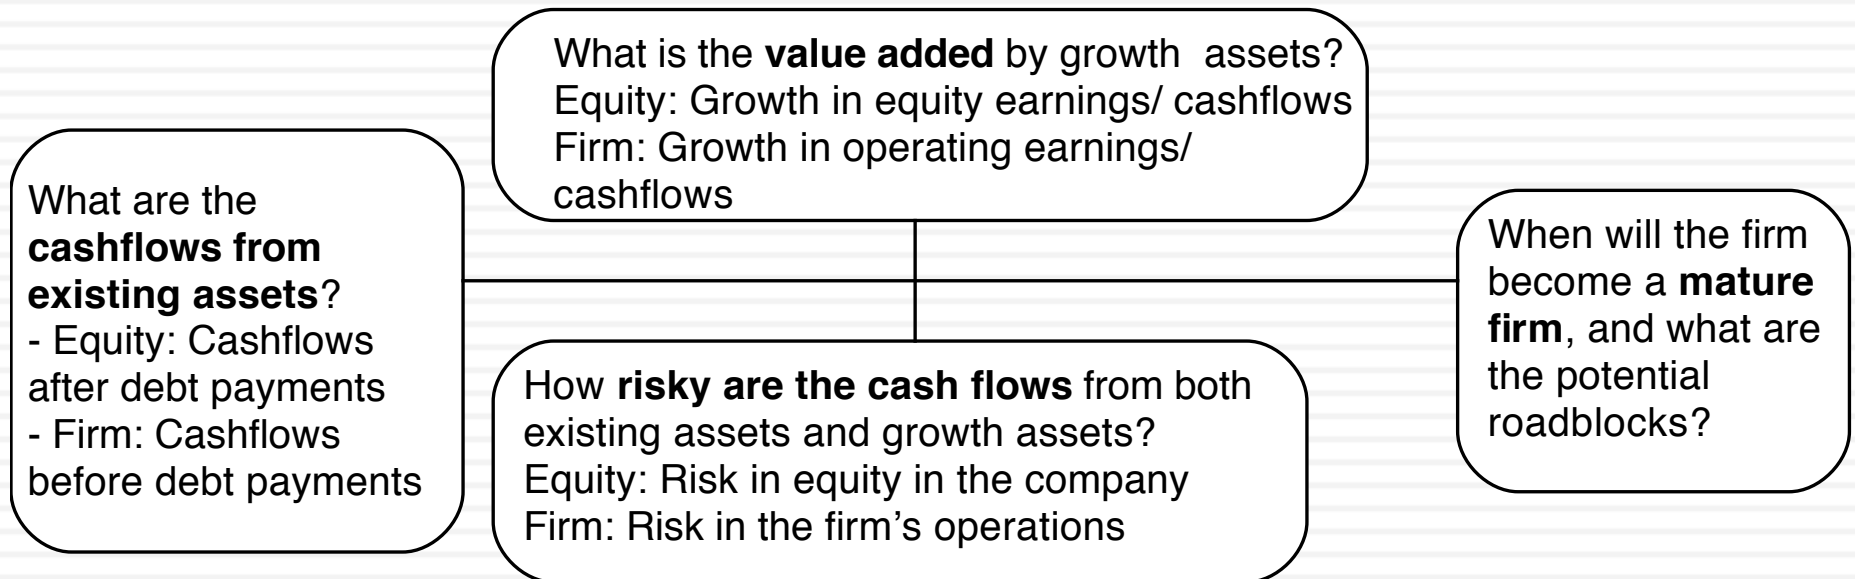 What is the value added by growth  assets?
Equity: Growth in equity earnings/ cashflows
Firm: Growth in operating earnings/
cashflows
What are the
cashflows from
existing assets?
- Equity: Cashflows
after debt payments
- Firm: Cashflows
before debt payments
How risky are the cash flows from both
existing assets and growth assets?
Equity: Risk in equity in the company
Firm: Risk in the firm’s operations
When will the firm
become a mature
firm, and what are
the potential
roadblocks?